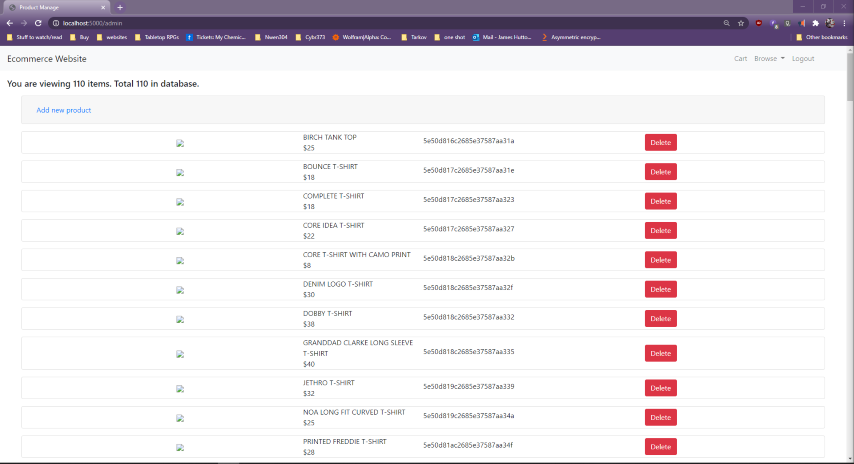 Product Manage
localhost:5000/admin
Stuff to watch/read
Buy
websites
Tabletop RPGs
Tickets: My Chemic...
Nwen304
Cybr373
Wolfram|Alpha: Co...
Tarkov
one shot
Mail - James Hutto...
Asymmetric encryp...
Other bookmarks
Ecommerce Website
Cart
Browse
Logout
You are viewing 110 items. Total 110 in database.
Add new product
BIRCH TANK TOP
$25
5e50d816c2685e37587aa31a
Delete
BOUNCE T-SHIRT
$18
5e50d817c2685e37587aa31e
Delete
COMPLETE T-SHIRT
$18
5e50d817c2685e37587aa323
Delete
CORE IDEA T-SHIRT
$22
5e50d817c2685e37587aa327
Delete
CORE T-SHIRT WITH CAMO PRINT
$8
5e50d818c2685e37587aa32b
Delete
DENIM LOGO T-SHIRT
$30
5e50d818c2685e37587aa32f
Delete
DOBBY T-SHIRT
$38
5e50d818c2685e37587aa332
Delete
GRANDDAD CLARKE LONG SLEEVE
T-SHIRT
$40
5e50d818c2685e37587aa335
Delete
JETHRO T-SHIRT
$32
5e50d819c2685e37587aa339
Delete
NOA LONG FIT CURVED T-SHIRT
$25
5e50d819c2685e37587aa34a
Delete
PRINTED FREDDIE T-SHIRT
$28
5e50d81ac2685e37587aa34f
Delete